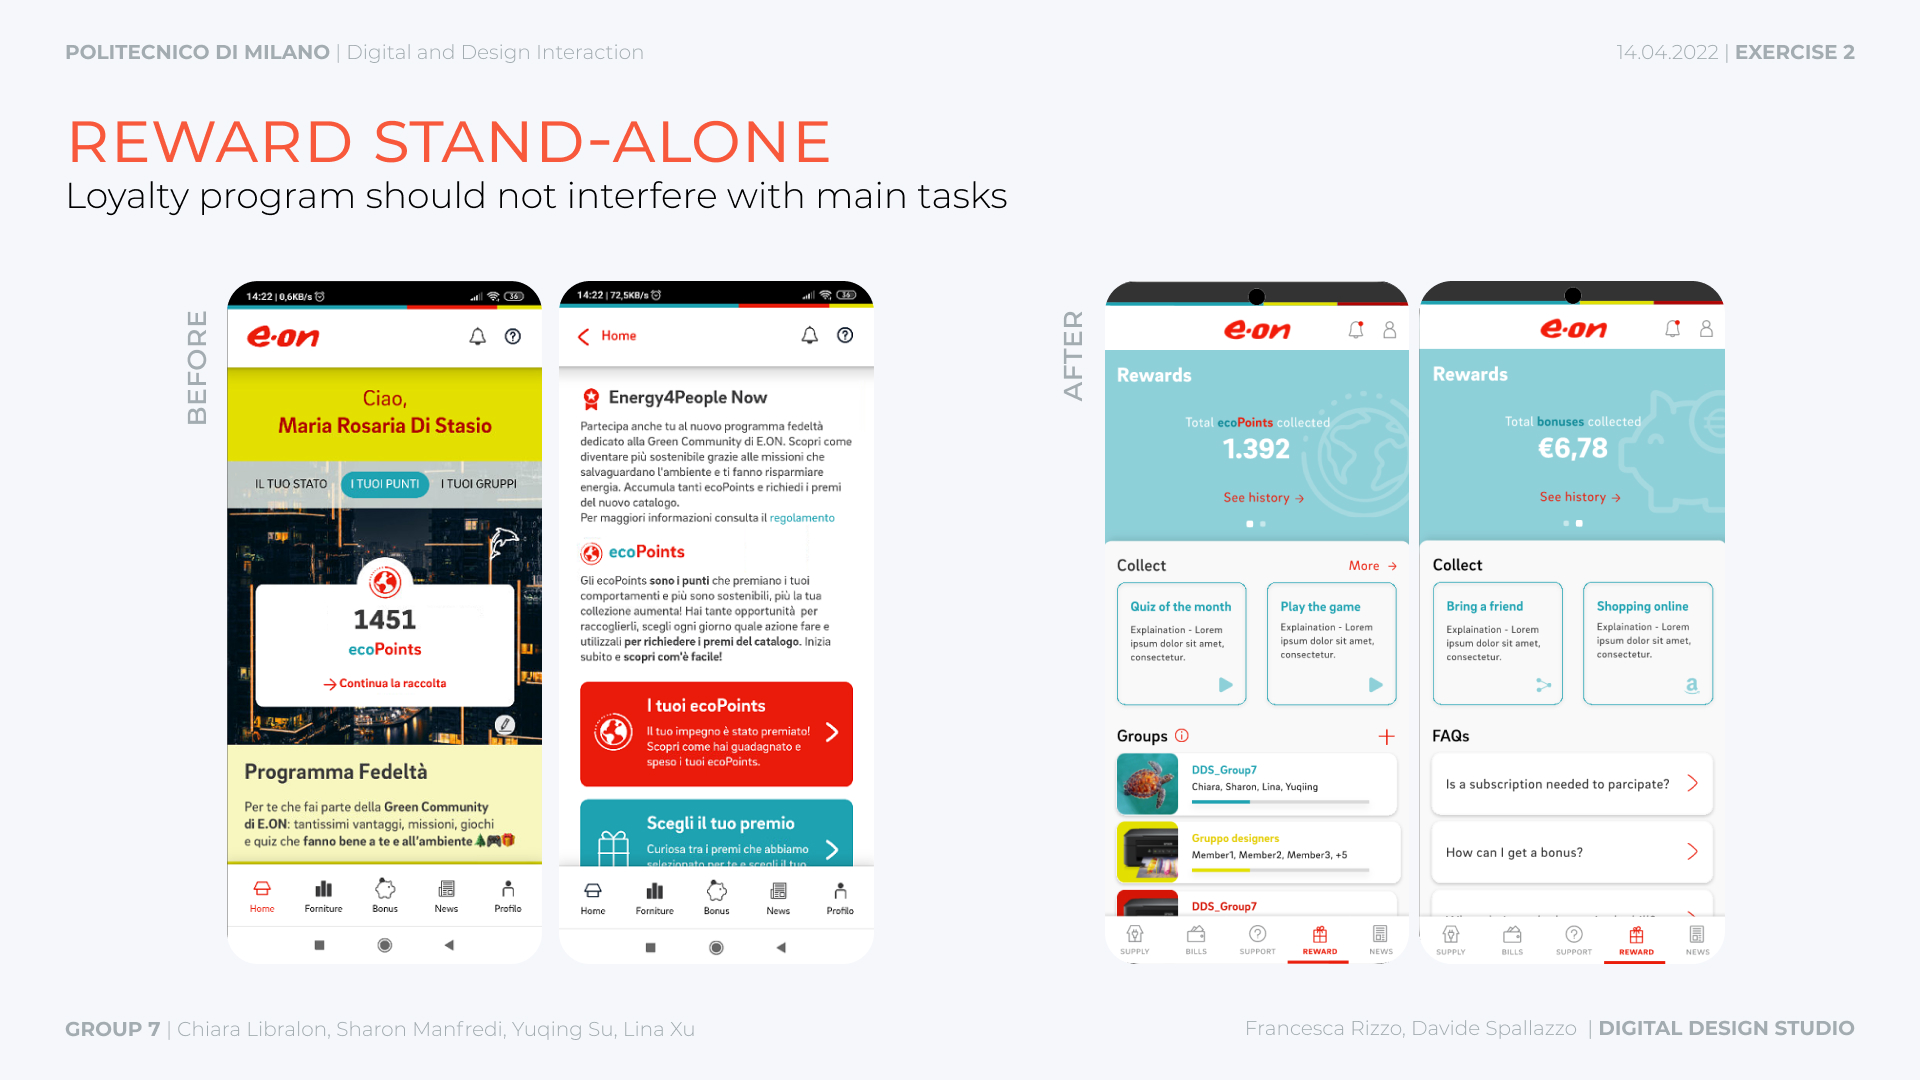 POLITECNICO DI MILANO | Digital and Design Interaction
14.04.2022 | EXERCISE 2
REWARD STAND-ALONE
Loyalty program should not interfere with main tasks
BEFORE
14:22 | 0,6KB/s
36
e·on
Ciao,
Maria Rosaria Di Stasio
IL TUO STATO
I TUOI PUNTI
I TUOI GRUPPI
1451
ecoPoints
→ Continua la raccolta
Programma Fedeltà
Per te che fai parte della Green Community
di E.ON: tantissimi vantaggi, missioni, giochi
e quiz che fanno bene a te e all'ambiente🌲🎮🎁
Home
Forniture
Bonus
News
Profilo
14:22 | 72,5KB/s
36
Home
Energy4People Now
Partecipa anche tu al nuovo programma fedeltà
dedicato alla Green Community di E.ON. Scopri come
diventare più sostenibile grazie alle missioni che
salvaguardano l'ambiente e ti fanno risparmiare
energia. Accumula tanti ecoPoints e richiedi i premi
del nuovo catalogo.
Per maggiori informazioni consulta il regolamento
ecoPoints
Gli ecoPoints sono i punti che premiano i tuoi
comportamenti e più sono sostenibili, più la tua
collezione aumenta! Hai tante opportunità per
raccoglierli, scegli ogni giorno quale azione fare e
utilizzali per richiedere i premi del catalogo. Inizia
subito e scopri com'è facile!
I tuoi ecoPoints
Il tuo impegno è stato premiato!
Scopri come hai guadagnato e
speso i tuoi ecoPoints.
Scegli il tuo premio
Curiosa tra i premi che abbiamo
selezionato per te e scegli il tuo
Home
Forniture
Bonus
News
Profilo
AFTER
e·on
Rewards
Total ecoPoints collected
1.392
See history →
Collect
More →
Quiz of the month
Explaination - Lorem
ipsum dolor sit amet,
consectetur.
Play the game
Explaination - Lorem
ipsum dolor sit amet,
consectetur.
Groups
DDS_Group7
Chiara, Sharon, Lina, Yuqiing
Gruppo designers
Member1, Member2, Member3, +5
DDS_Group7
SUPPLY
BILLS
SUPPORT
REWARD
NEWS
e·on
Rewards
Total bonuses collected
€6,78
See history →
Collect
Bring a friend
Explaination - Lorem
ipsum dolor sit amet,
consectetur.
Shopping online
Explaination - Lorem
ipsum dolor sit amet,
consectetur.
FAQs
Is a subscription needed to parcipate?
How can I get a bonus?
SUPPLY
BILLS
SUPPORT
REWARD
NEWS
GROUP 7 | Chiara Libralon, Sharon Manfredi, Yuqing Su, Lina Xu
Francesca Rizzo, Davide Spallazzo | DIGITAL DESIGN STUDIO